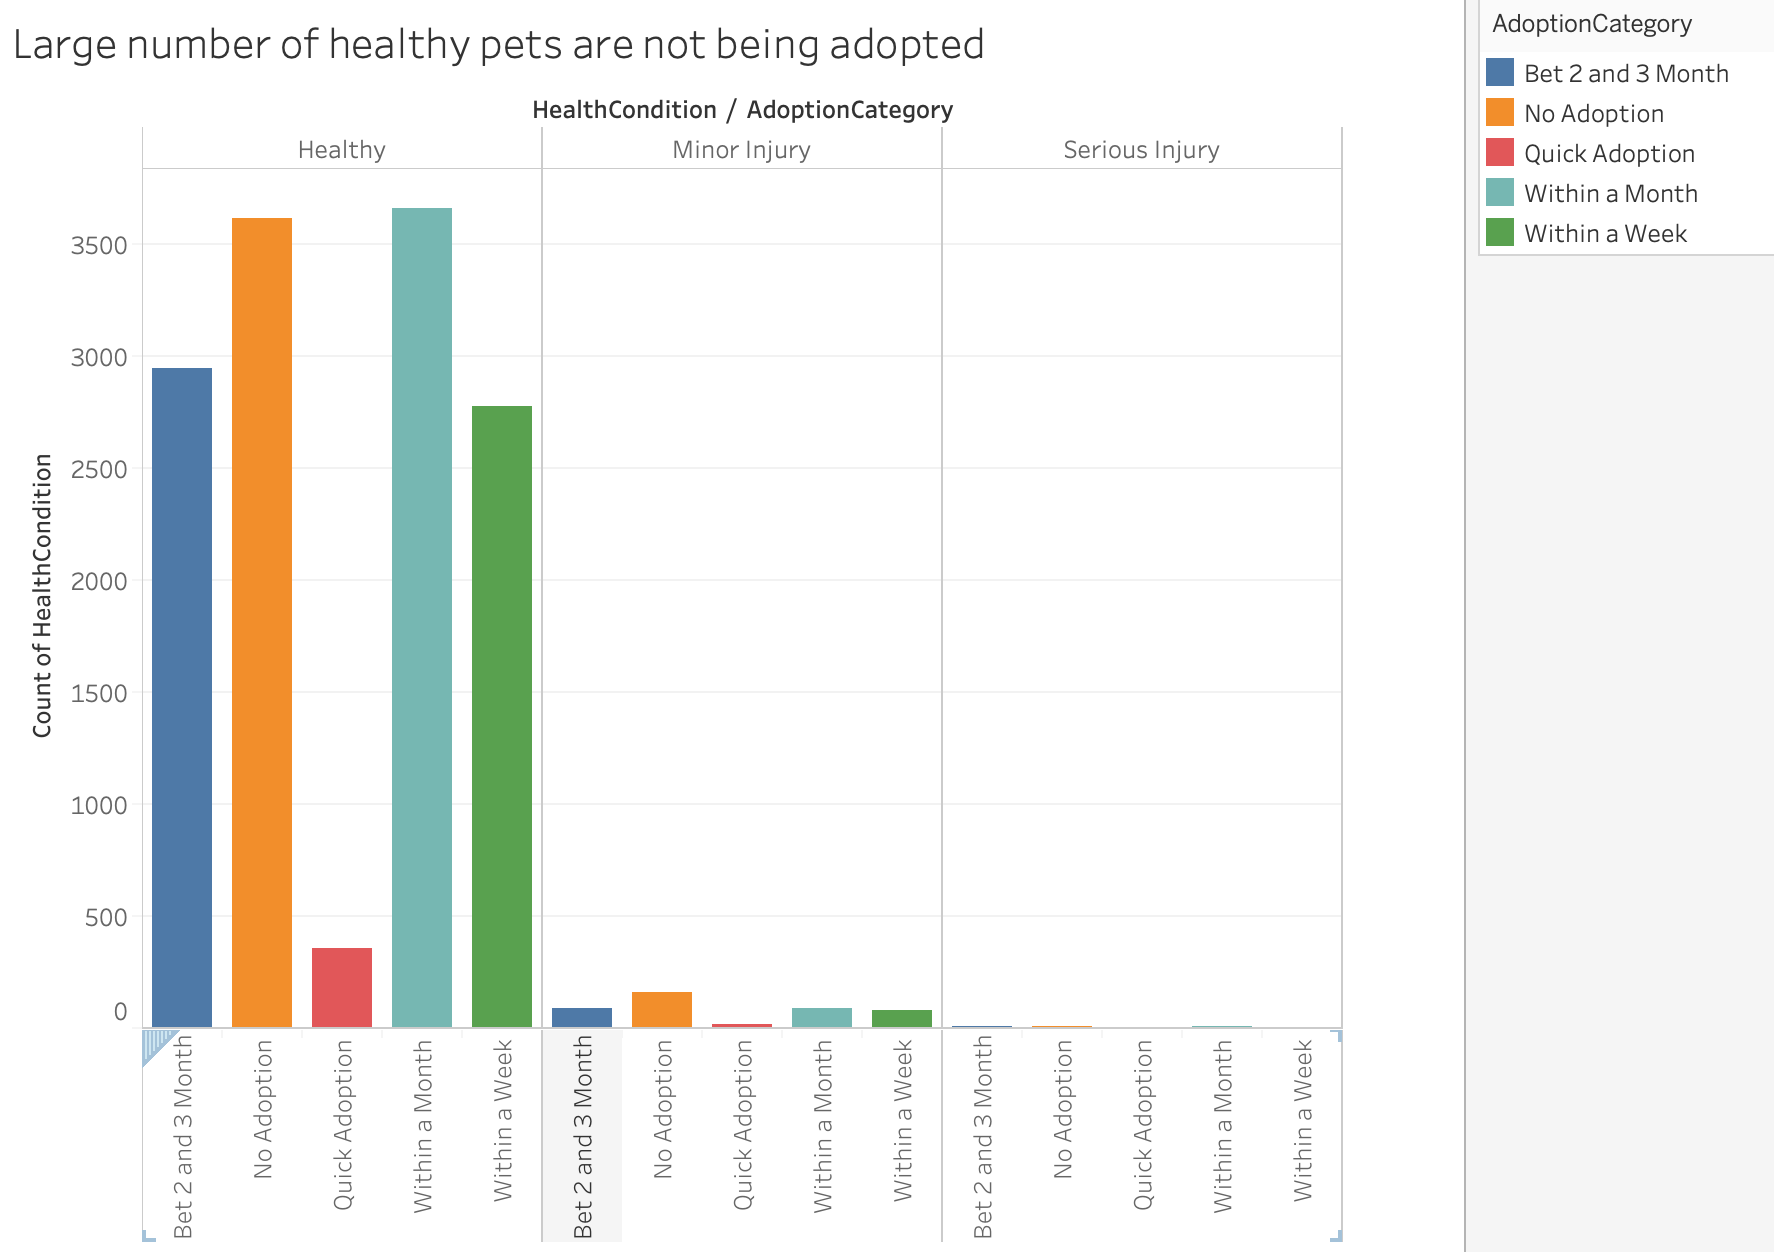 Large number of healthy pets are not being adopted
HealthCondition / AdoptionCategory
Healthy
Minor Injury
Serious Injury
Count of HealthCondition
3500
3000
2500
2000
1500
1000
500
0
Bet 2 and 3 Month
No Adoption
Quick Adoption
Within a Month
Within a Week
Bet 2 and 3 Month
No Adoption
Quick Adoption
Within a Month
Within a Week
Bet 2 and 3 Month
No Adoption
Quick Adoption
Within a Month
Within a Week
AdoptionCategory
Bet 2 and 3 Month
No Adoption
Quick Adoption
Within a Month
Within a Week